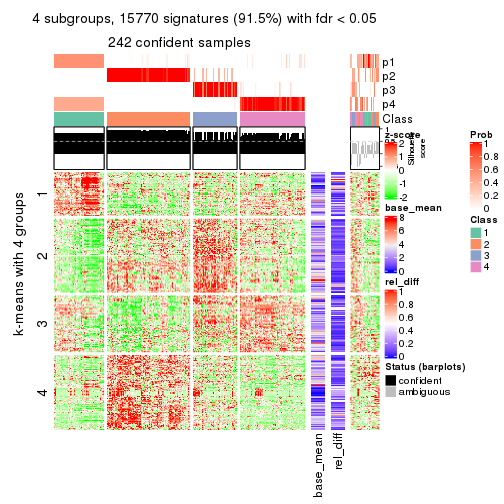 4 subgroups, 15770 signatures (91.5%) with fdr < 0.05
242 confident samples
p1
p2
p3
p4
Class
1
0
Silhouette
score
k-means with 4 groups
1
2
3
4
base_mean
rel_diff
z-score
2
1
0
-1
-2
base_mean
8
6
4
2
0
rel_diff
1
0.8
0.6
0.4
0.2
0
Status (barplots)
confident
ambiguous
Prob
1
0.8
0.6
0.4
0.2
0
Class
1
2
3
4